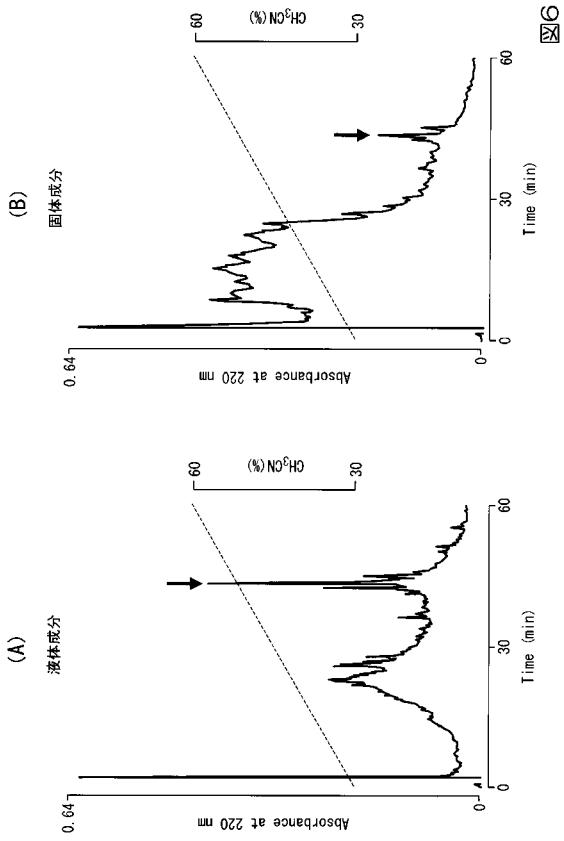 (A)
液体成分
0.64
0
Absorbance at 220 nm
60
30
CH₃CN(%)
0
30
60
Time (min)
(B)
固体成分
0.64
0
Absorbance at 220 nm
60
30
CH₃CN(%)
0
30
60
Time (min)
図6